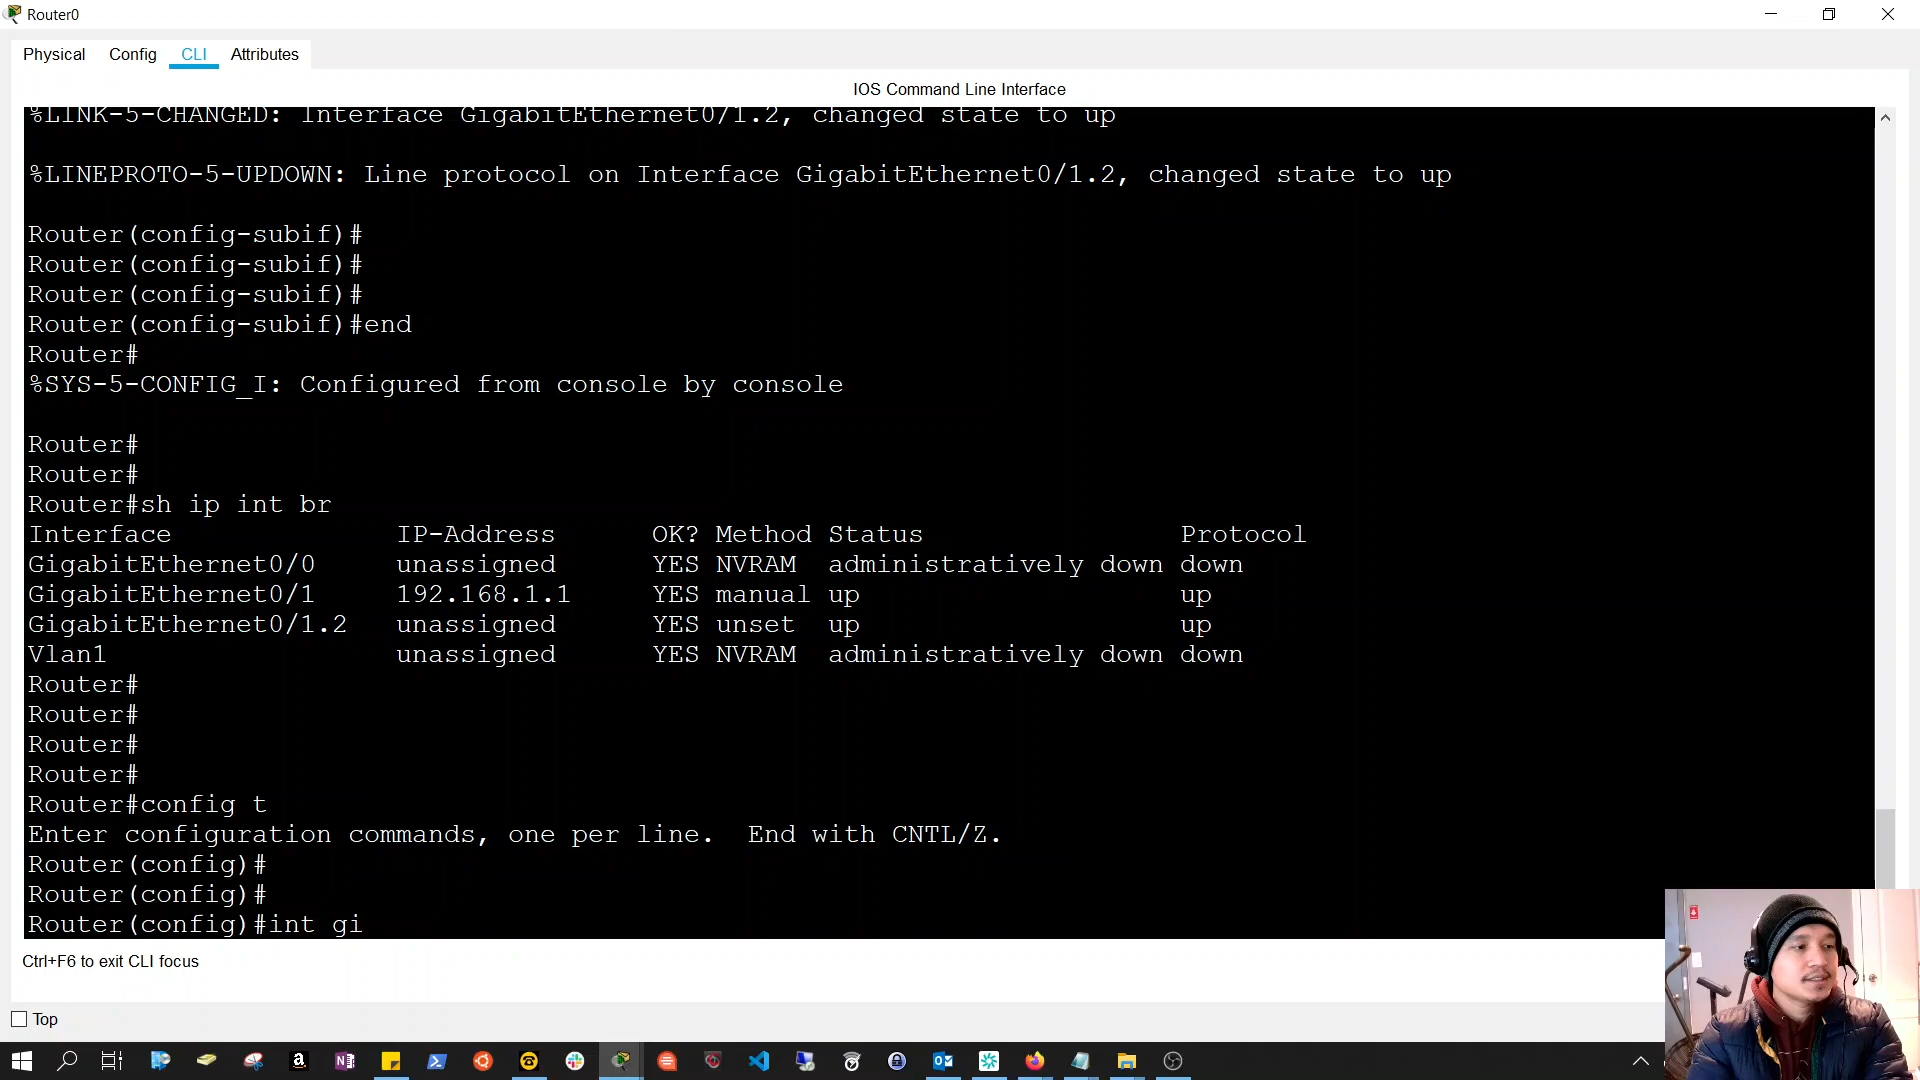 Router0
Physical Config CLI Attributes
IOS Command Line Interface
%LINK-5-CHANGED: Interface GigabitEthernet0/1.2, changed state to up
%LINEPROTO-5-UPDOWN: Line protocol on Interface GigabitEthernet0/1.2, changed state to up
Router(config-subif)#
Router(config-subif)#
Router(config-subif)#
Router(config-subif)#end
Router#
%SYS-5-CONFIG_I: Configured from console by console
Router#
Router#
Router#sh ip int br
Interface IP-Address OK? Method Status Protocol
GigabitEthernet0/0 unassigned YES NVRAM administratively down down
GigabitEthernet0/1 192.168.1.1 YES manual up up
GigabitEthernet0/1.2 unassigned YES unset up up
Vlan1 unassigned YES NVRAM administratively down down
Router#
Router#
Router#
Router#
Router#config t
Enter configuration commands, one per line. End with CNTL/Z.
Router(config)#
Router(config)#
Router(config)#int gi
Ctrl+F6 to exit CLI focus
Top